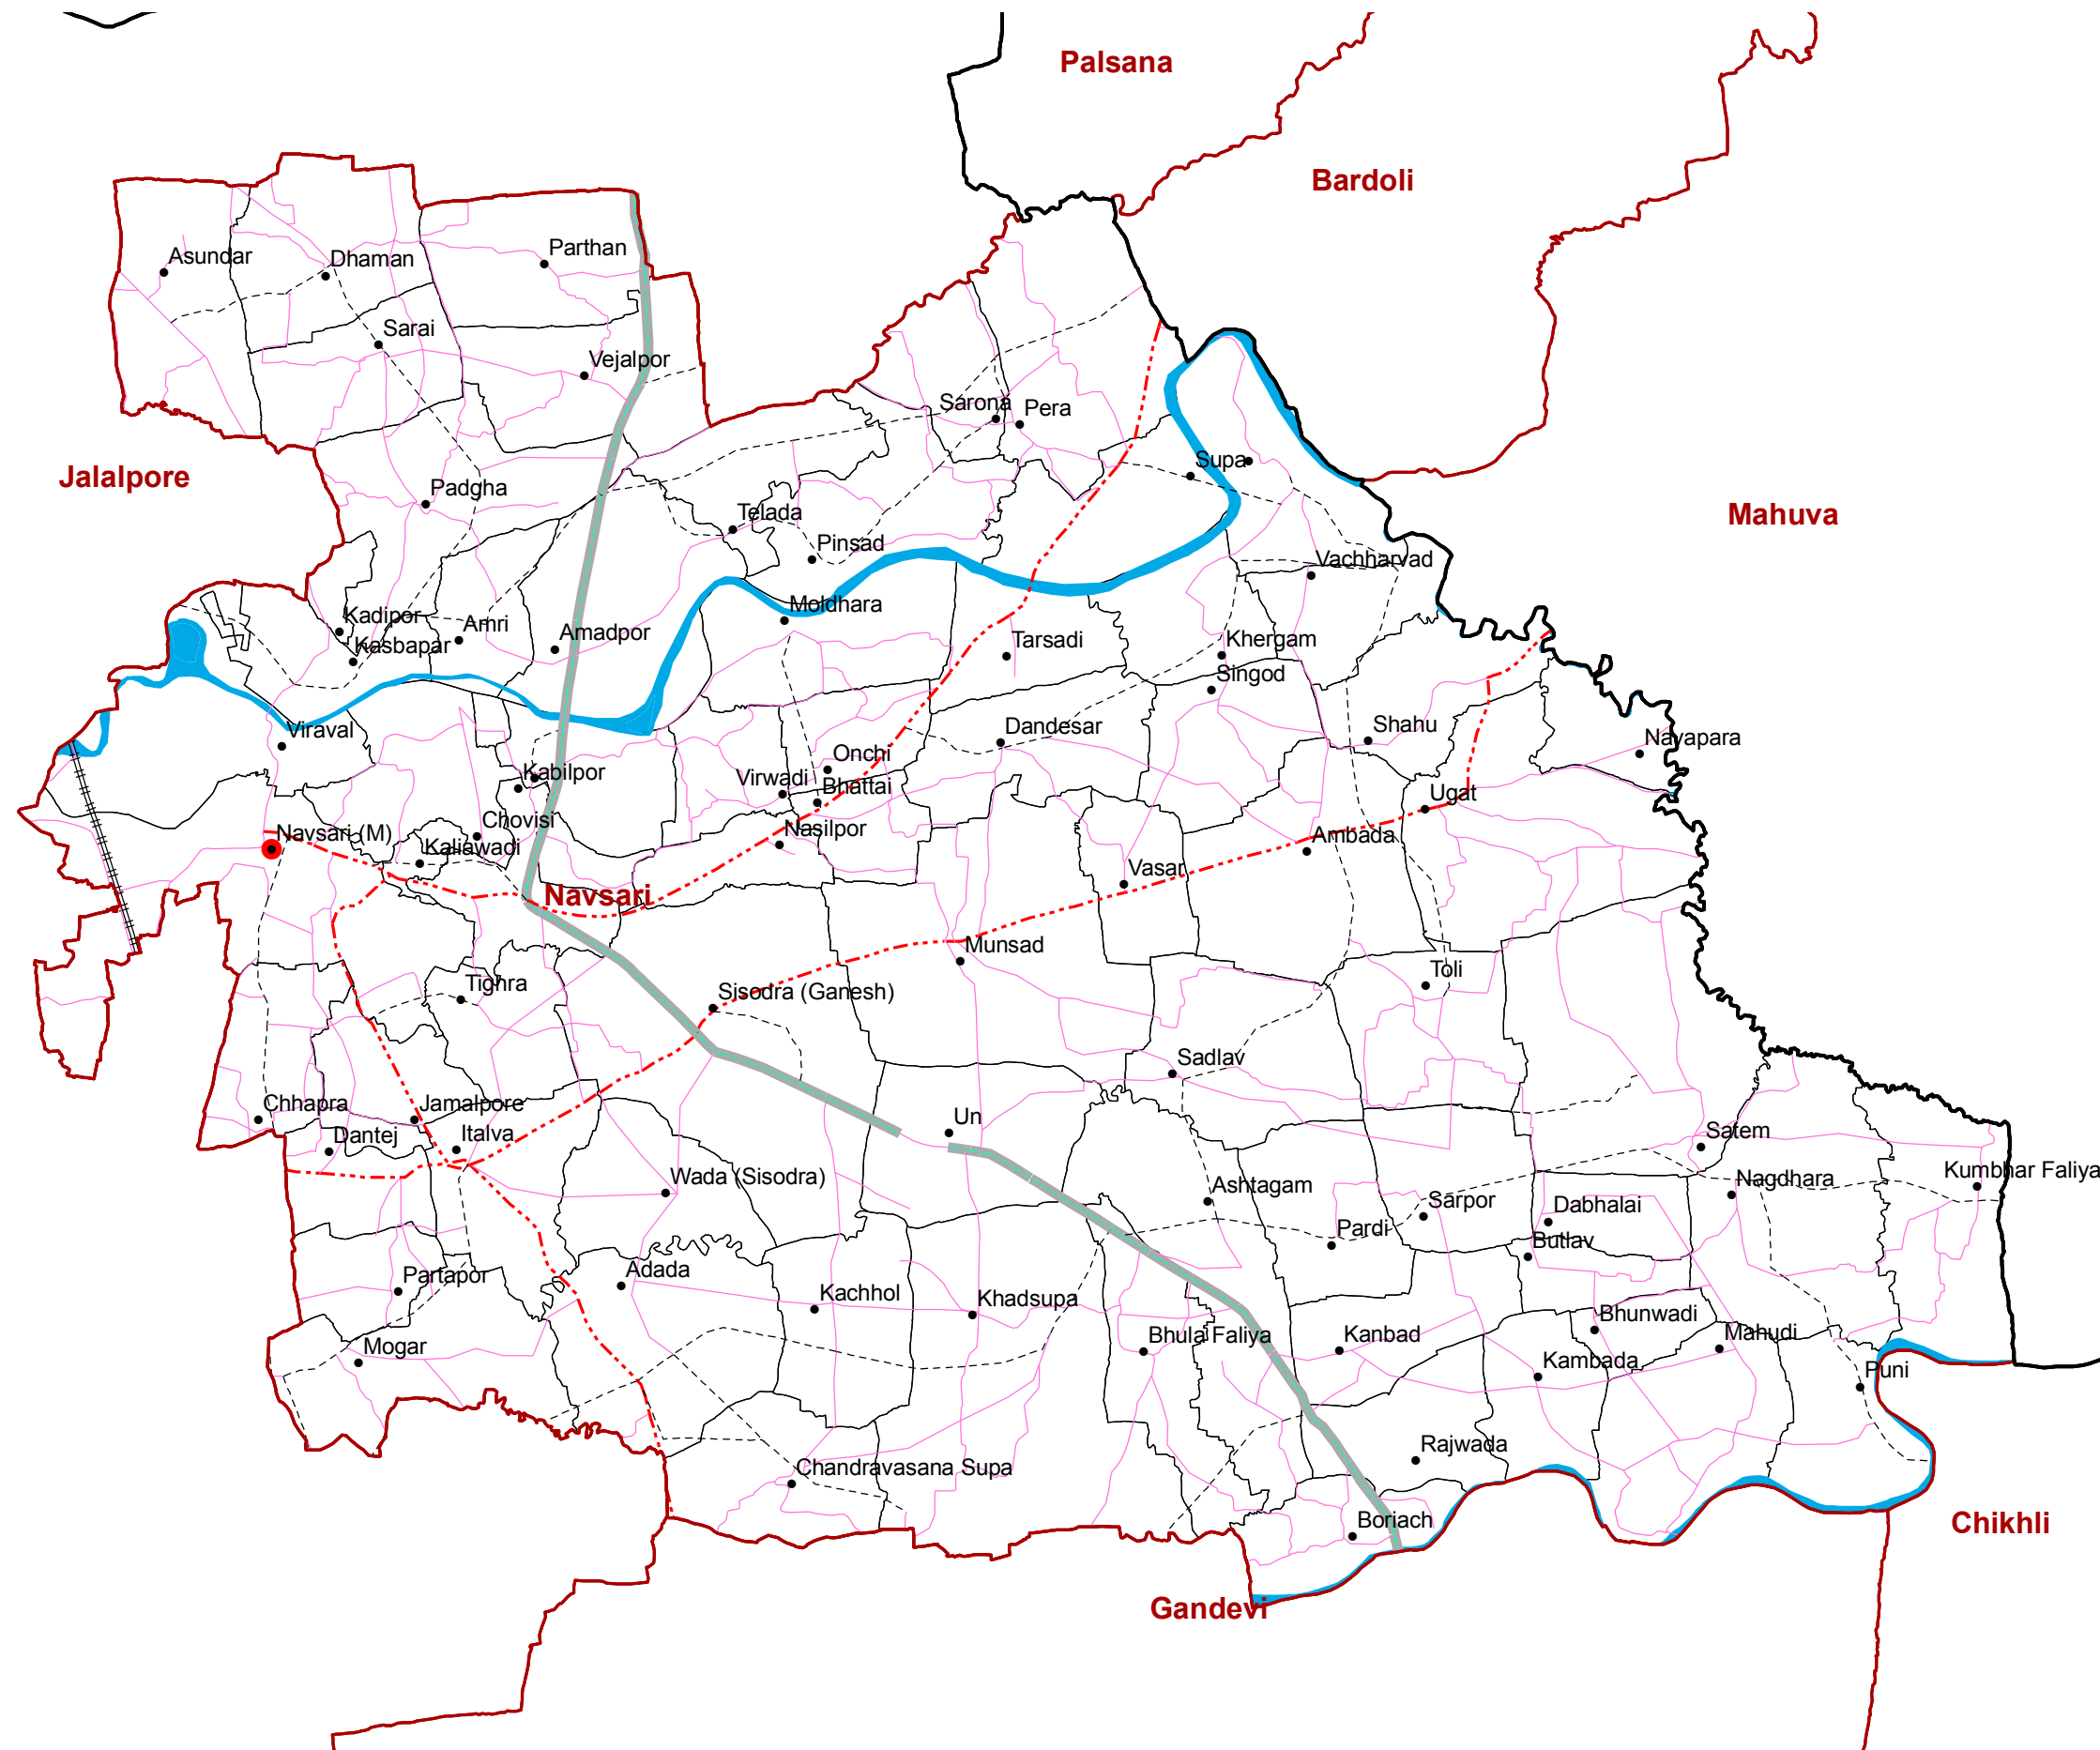 Palsana
Bardoli
Asundar
Dhaman
Parthan
Sarai
Vejalpor
Sarona
Pera
Supa
Jalalpore
Padgha
Telada
Mahuva
Pinsad
Vachharvad
Moldhara
Kadipor
Amri
Amadpor
Tarsadi
Khergam
Kasbapar
Singod
Viraval
Dandesar
Shahu
Nayapara
Onchi
Kabilpor
Virwadi
Bhattai
Ugat
Chovisi
Nasilpor
Navsari (M)
Kaliawadi
Ambada
Vasar
Navsari
Munsad
Toli
Tighra
Sisodra (Ganesh)
Sadlav
Chhapra
Jamalpore
Un
Dantej
Italva
Satem
Wada (Sisodra)
Ashtagam
Nagdhara
Kumbhar Faliya
Sarpor
Dabhalai
Pardi
Butlav
Partapor
Adada
Kachhol
Khadsupa
Bhunwadi
Mogar
Bhula Faliya
Kanbad
Mahudi
Kambada
Puni
Rajwada
Chandravasana Supa
Boriach
Chikhli
Gandevi